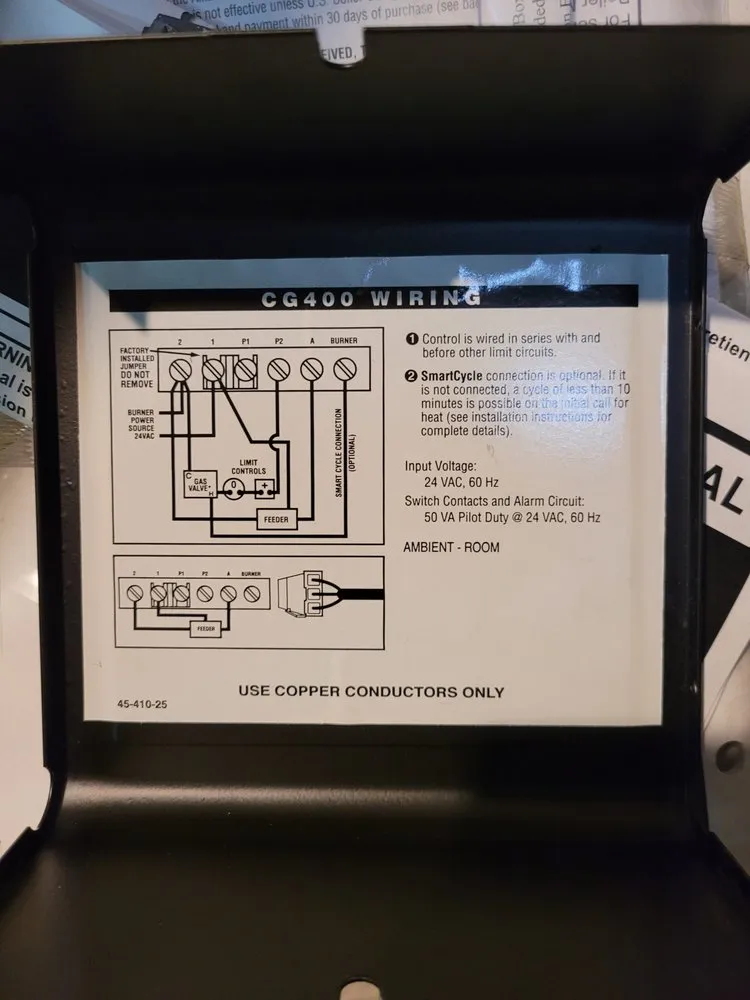 not effective unless U.S.
and payment within 30 days of purchase (see
EIVED,
CG400 WIRING
2 1 P1 P2 A BURNER
FACTORY
INSTALLED
JUMPER
DO NOT
REMOVE
BURNER
POWER
SOURCE
24VAC
C
GAS
VALVE
H
LIMIT
CONTROLS
SMART CYCLE CONNECTION
(OPTIONAL)
FEEDER
1 Control is wired in series with and
before other limit circuits.
2 SmartCycle connection is optional. If it
is not connected, a cycle of less than 10
minutes is possible on the initial call for
heat (see installation instructions for
complete details).
Input Voltage:
24 VAC, 60 Hz
Switch Contacts and Alarm Circuit:
50 VA Pilot Duty @ 24 VAC, 60 Hz
AMBIENT - ROOM
2 1 P1 P2 A BURNER
FEEDER
USE COPPER CONDUCTORS ONLY
45-410-25
AL